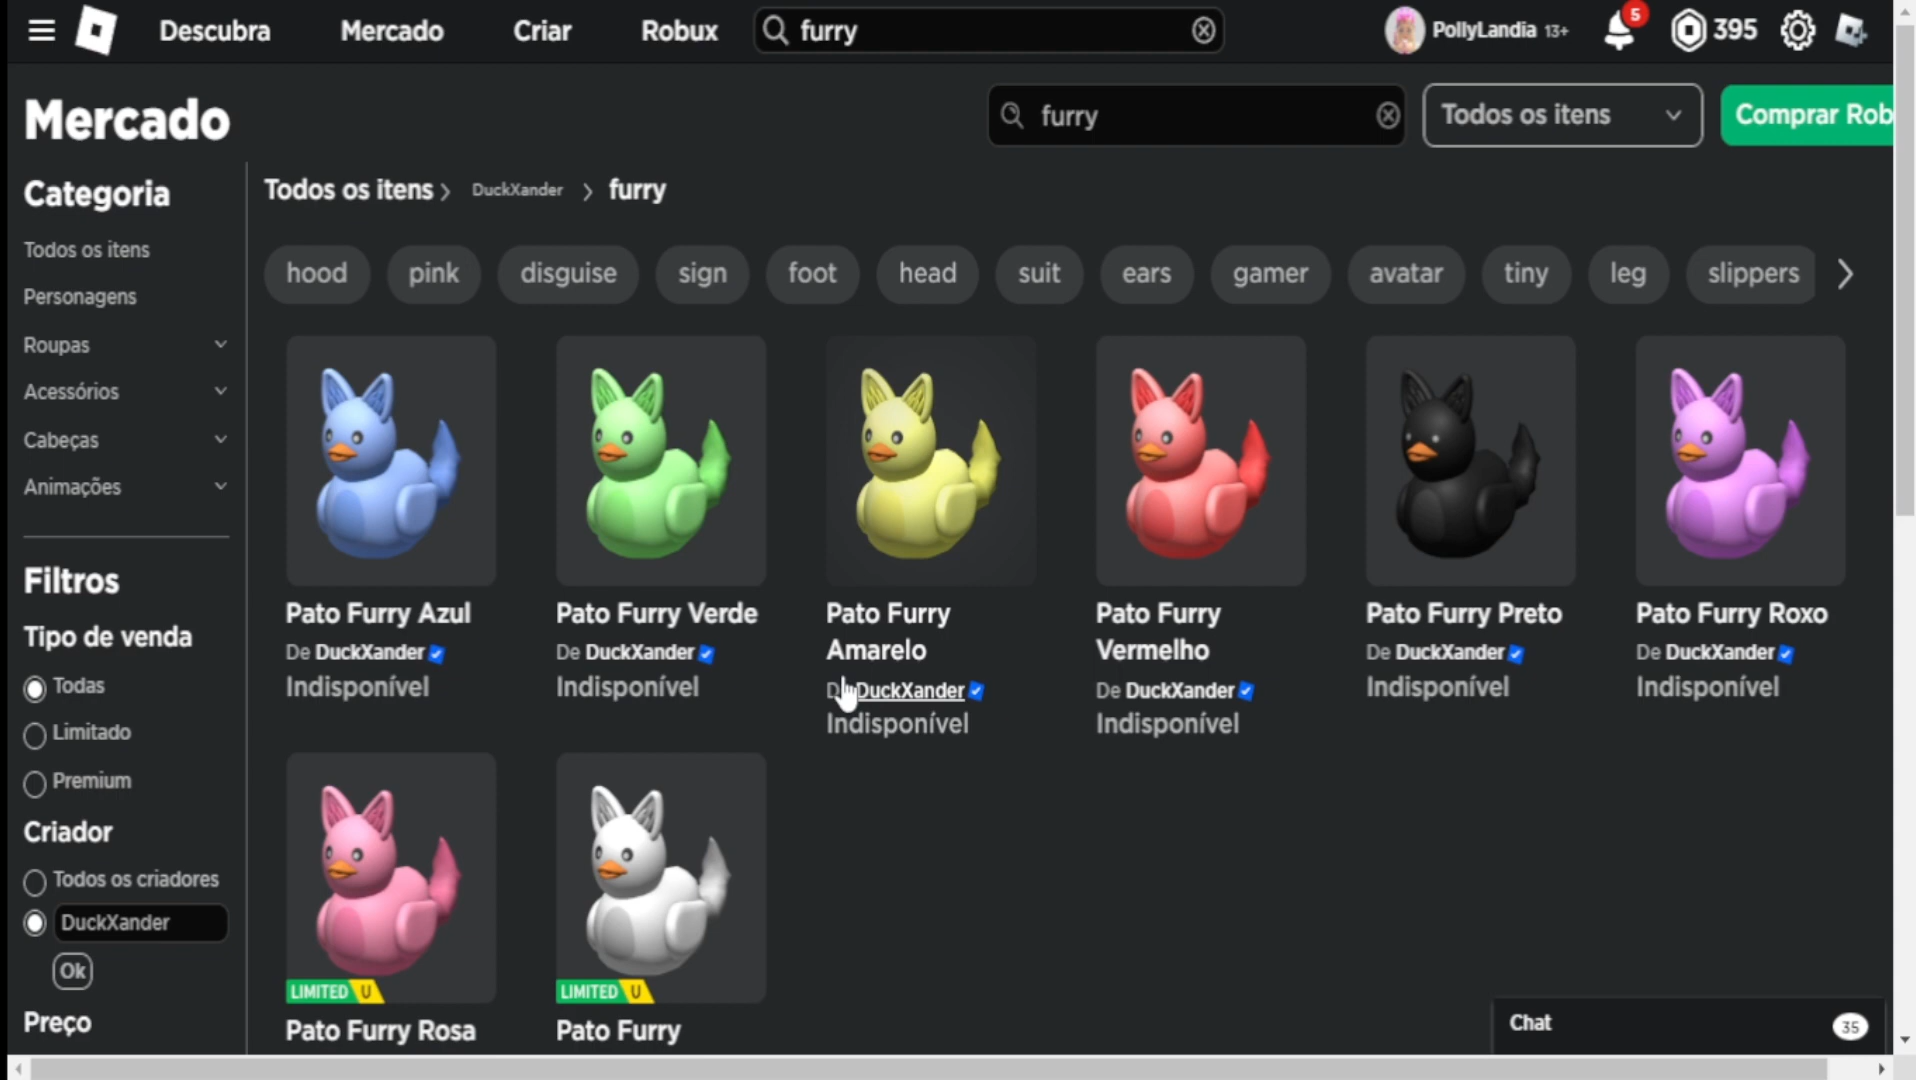 Descubra Mercado Criar Robux furry PollyLandia 13+ 5 395
Mercado furry Todos os itens Comprar Rob
Categoria
Todos os itens
Personagens
Roupas
Acessórios
Cabeças
Animações
Filtros
Tipo de venda
Todas
Limitado
Premium
Criador
Todos os criadores
DuckXander
Ok
Preço
Todos os itens > DuckXander > furry
hood pink disguise sign foot head suit ears gamer avatar tiny leg slippers
Pato Furry Azul
De DuckXander
Indisponível
Pato Furry Verde
De DuckXander
Indisponível
Pato Furry
Amarelo
DuckXander
Indisponível
Pato Furry
Vermelho
De DuckXander
Indisponível
Pato Furry Preto
De DuckXander
Indisponível
Pato Furry Roxo
De DuckXander
Indisponível
LIMITED U
Pato Furry Rosa
LIMITED U
Pato Furry
Chat 35